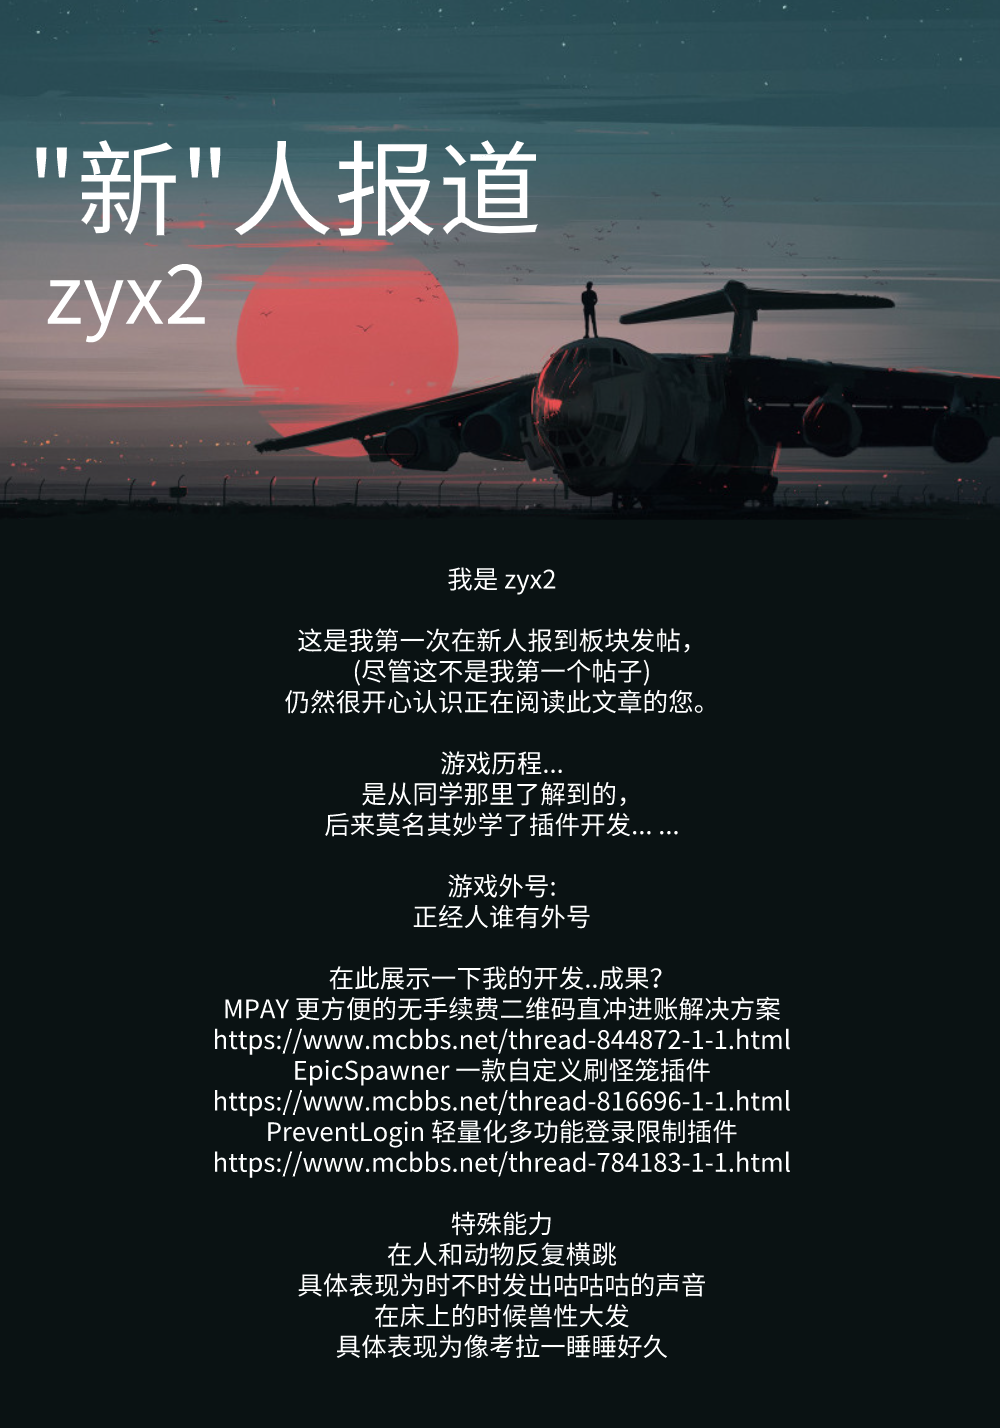 "新"人报道
zyx2
我是 zyx2
这是我第一次在新人报到板块发帖，
(尽管这不是我第一个帖子)
仍然很开心认识正在阅读此文章的您。
游戏历程...
是从同学那里了解到的，
后来莫名其妙学了插件开发... ...
游戏外号:
正经人谁有外号
在此展示一下我的开发..成果？
MPAY 更方便的无手续费二维码直冲进账解决方案
https://www.mcbbs.net/thread-844872-1-1.html
EpicSpawner 一款自定义刷怪笼插件
https://www.mcbbs.net/thread-816696-1-1.html
PreventLogin 轻量化多功能登录限制插件
https://www.mcbbs.net/thread-784183-1-1.html
特殊能力
在人和动物反复横跳
具体表现为时不时发出咕咕咕的声音
在床上的时候兽性大发
具体表现为像考拉一睡睡好久